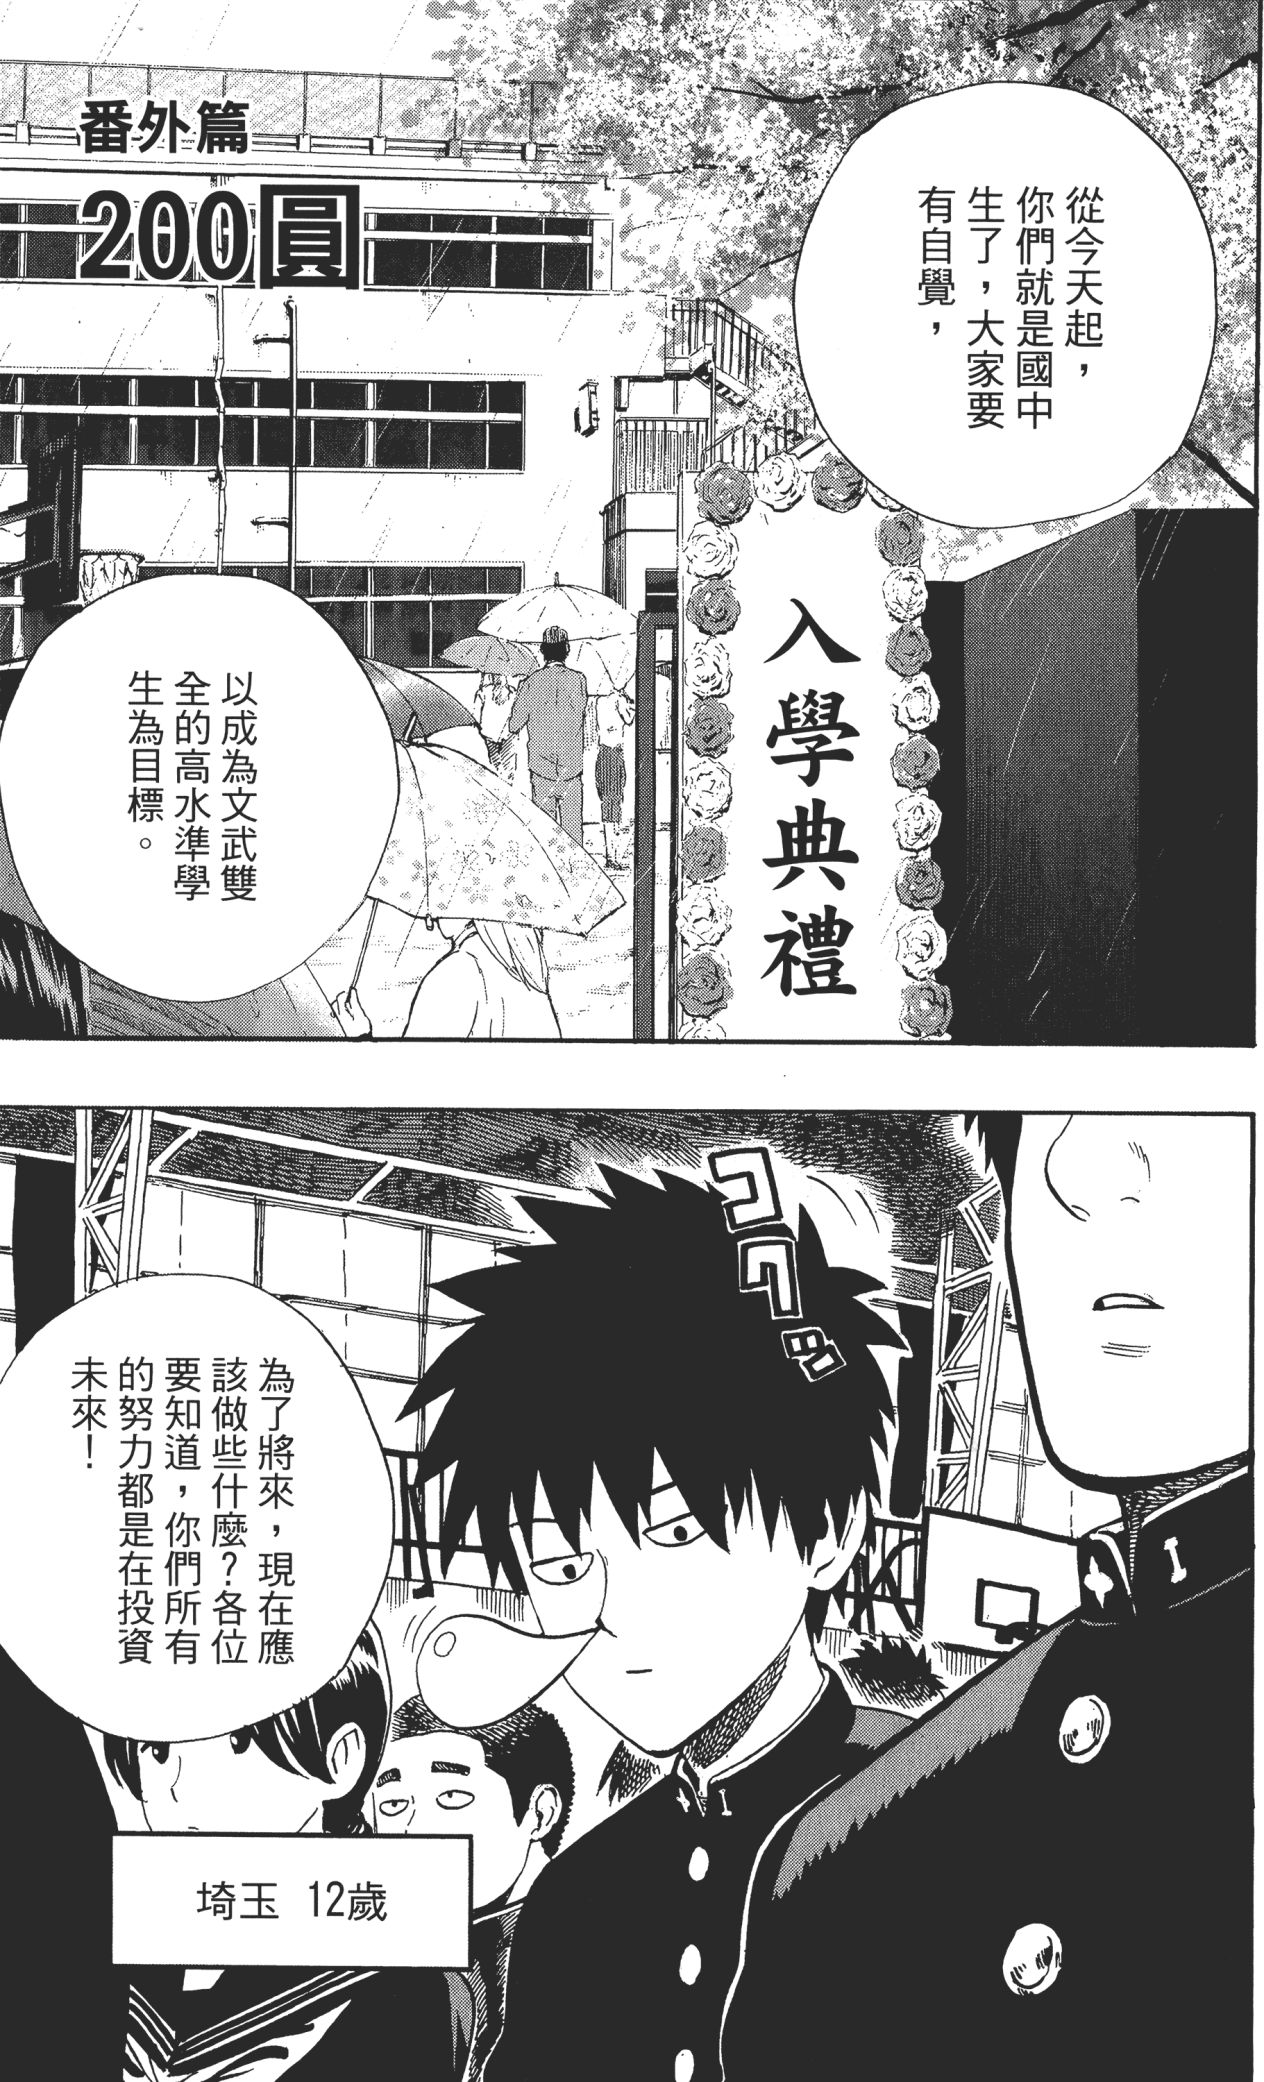 番外篇
200圓
從今天起，
你們就是國中
生了，大家要
有自覺，
入學典禮
以成為文武雙
全的高水準學
生為目標。
コクッ
為了將來，現在應
該做些什麼？各位
要知道，你們所有
的努力都是在投資
未來！
埼玉 12歲